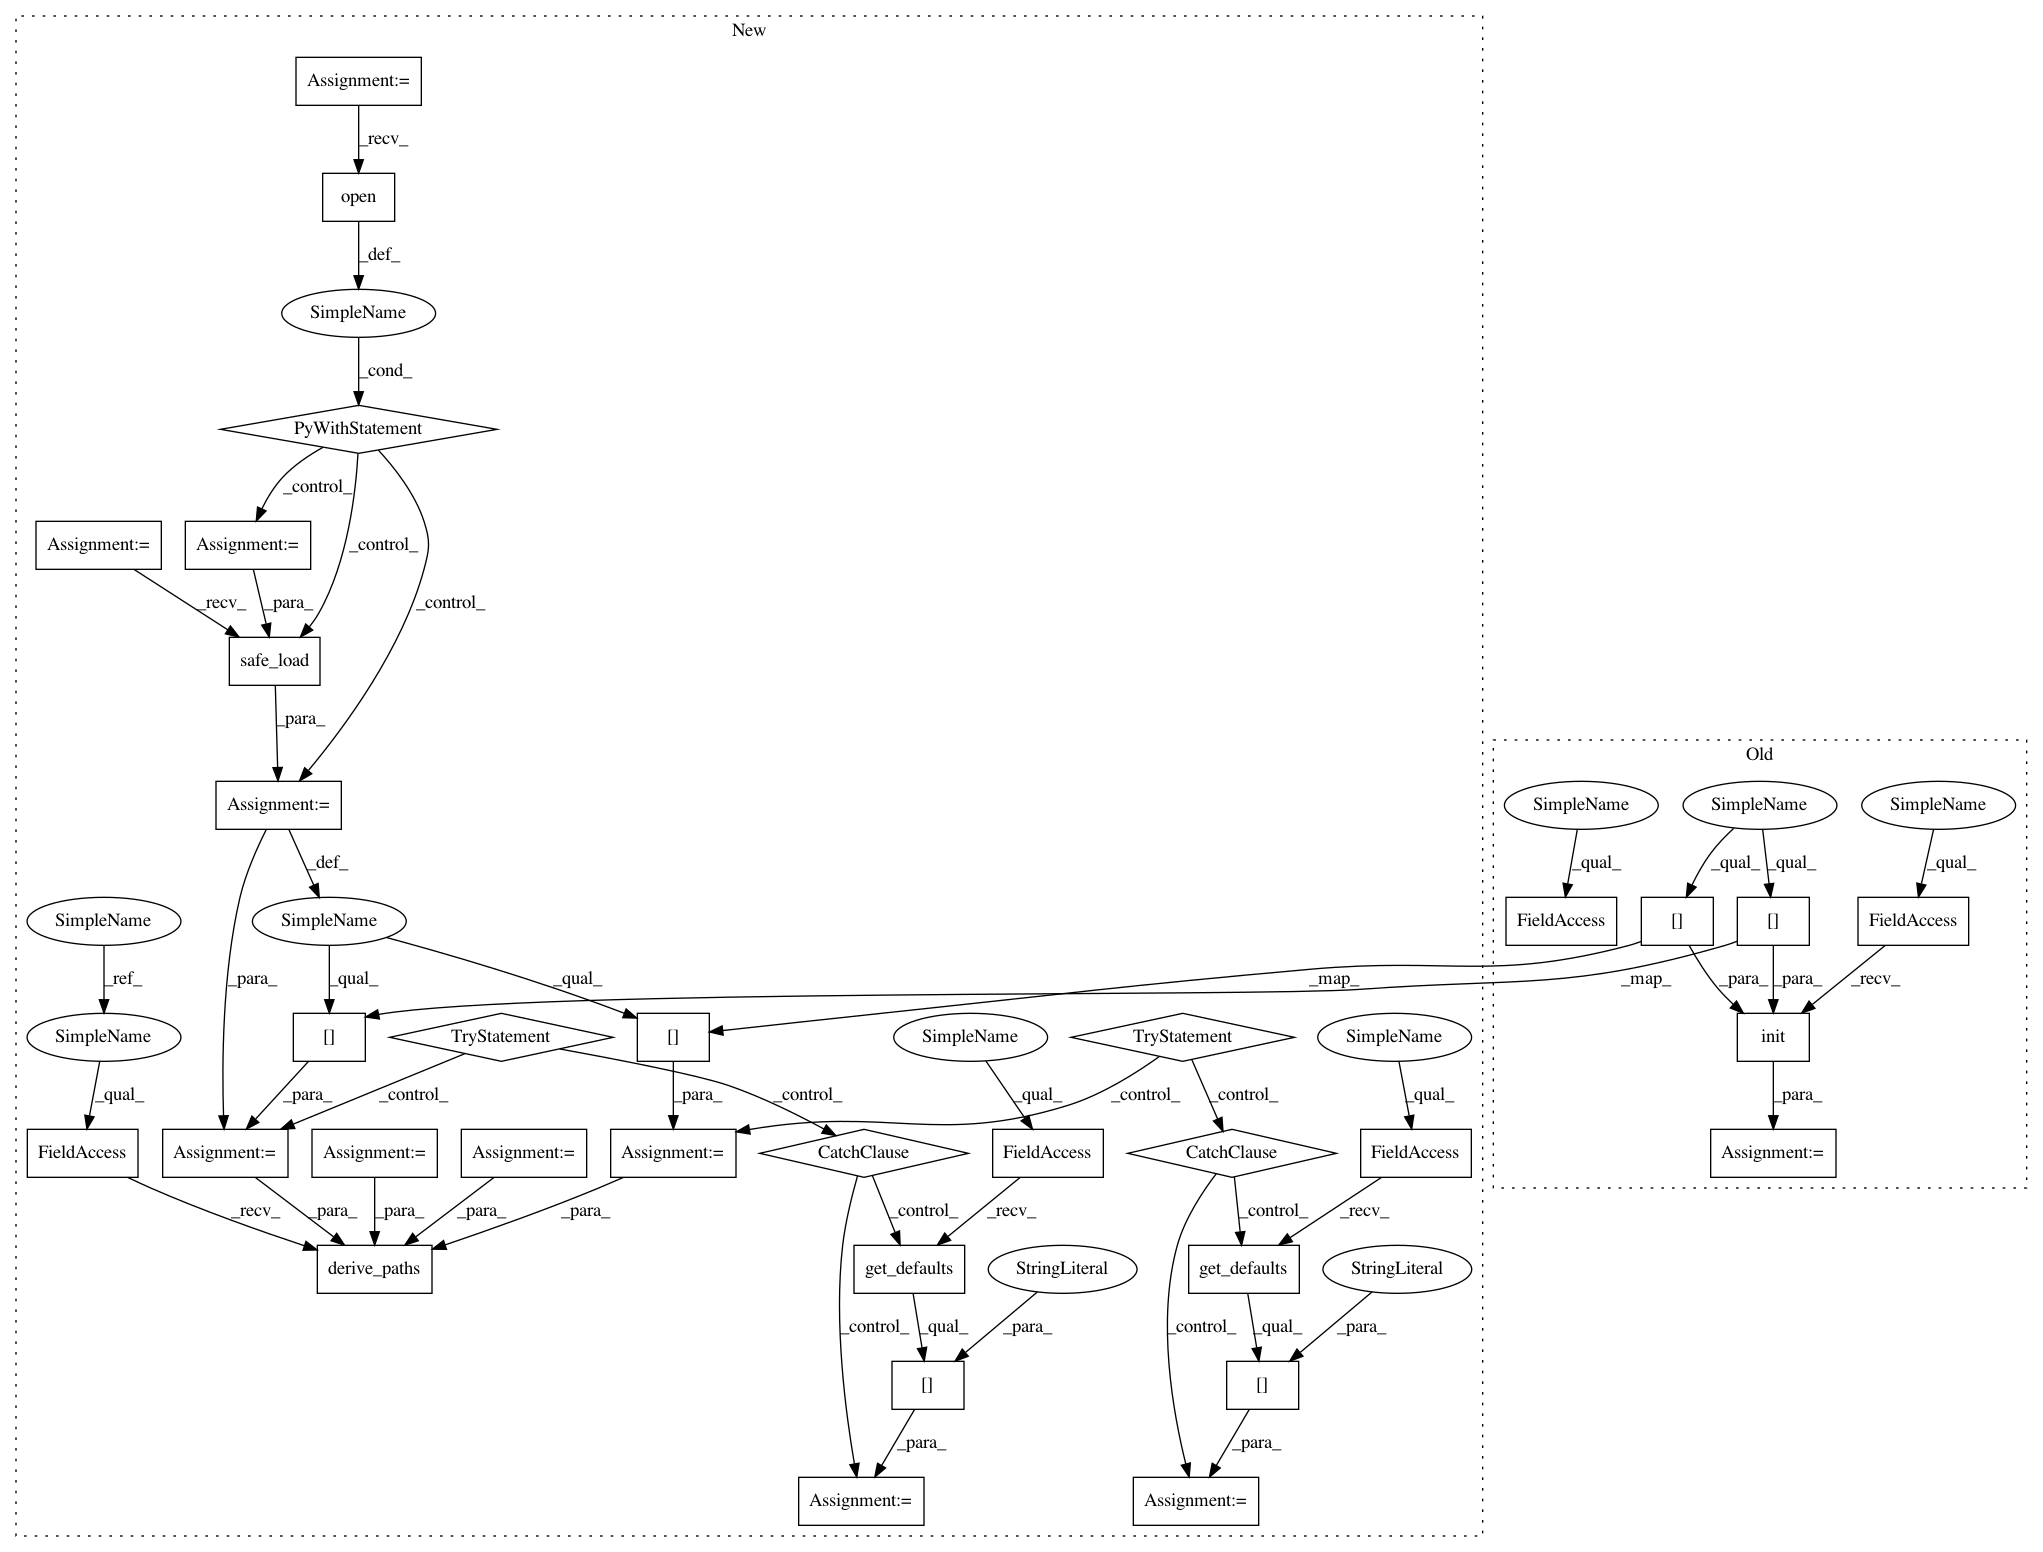 New
Assignment:=
_recv_
open
_def_
SimpleName
_cond_
PyWithStatement
_control_
Assignment:=
Assignment:=
_control_
_recv_
_para_
_control_
safe_load
_para_
Old
Assignment:=
SimpleName
SimpleName
SimpleName
_def_
_qual_
_qual_
_qual_
_qual_
SimpleName
SimpleName
FieldAccess
[]
[]
FieldAccess
_ref_
_para_
_qual_
_qual_
_map_
_map_
_para_
_para_
_recv_
SimpleName
[]
TryStatement
[]
SimpleName
TryStatement
SimpleName
init
_qual_
_para_
_control_
_para_
_control_
_qual_
_control_
_control_
_qual_
_para_
FieldAccess
Assignment:=
Assignment:=
Assignment:=
Assignment:=
CatchClause
FieldAccess
CatchClause
FieldAccess
Assignment:=
_recv_
_para_
_para_
_para_
_para_
_control_
_recv_
_control_
_recv_
derive_paths
get_defaults
StringLiteral
get_defaults
StringLiteral
_control_
_qual_
_para_
_control_
_qual_
_para_
[]
[]
_para_
_para_
Assignment:=
Assignment:=